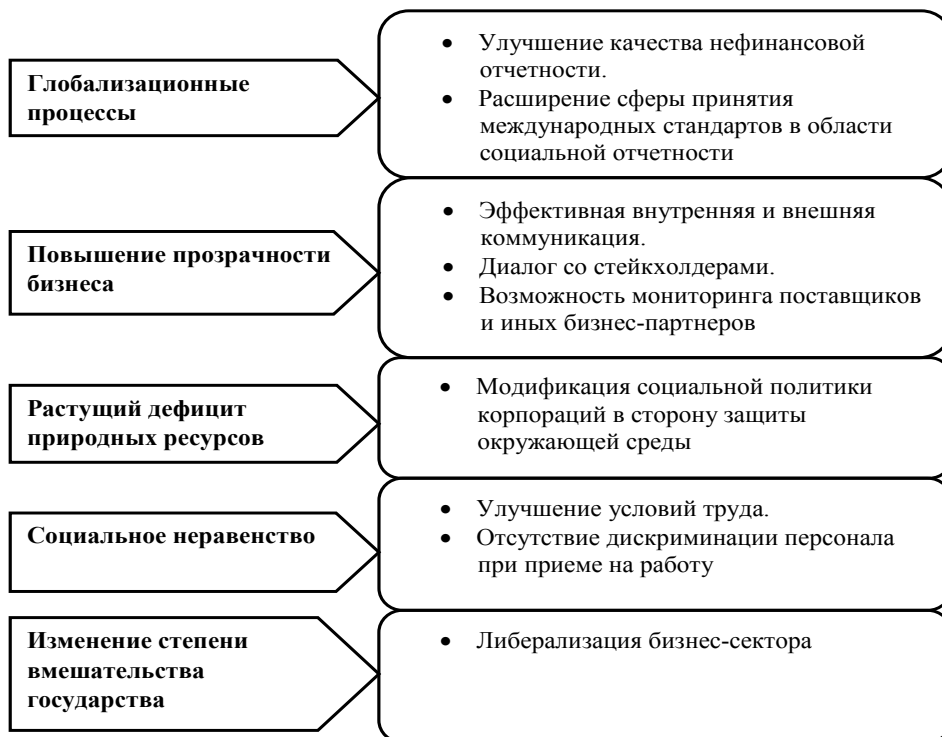 Глобализационные
процессы
• Улучшение качества нефинансовой
отчетности.
• Расширение сферы принятия
международных стандартов в области
социальной отчетности
Повышение прозрачности
бизнеса
• Эффективная внутренняя и внешняя
коммуникация.
• Диалог со стейкхолдерами.
• Возможность мониторинга поставщиков
и иных бизнес-партнеров
Растущий дефицит
природных ресурсов
• Модификация социальной политики
корпораций в сторону защиты
окружающей среды
Социальное неравенство
• Улучшение условий труда.
• Отсутствие дискриминации персонала
при приеме на работу
Изменение степени
вмешательства
государства
• Либерализация бизнес-сектора